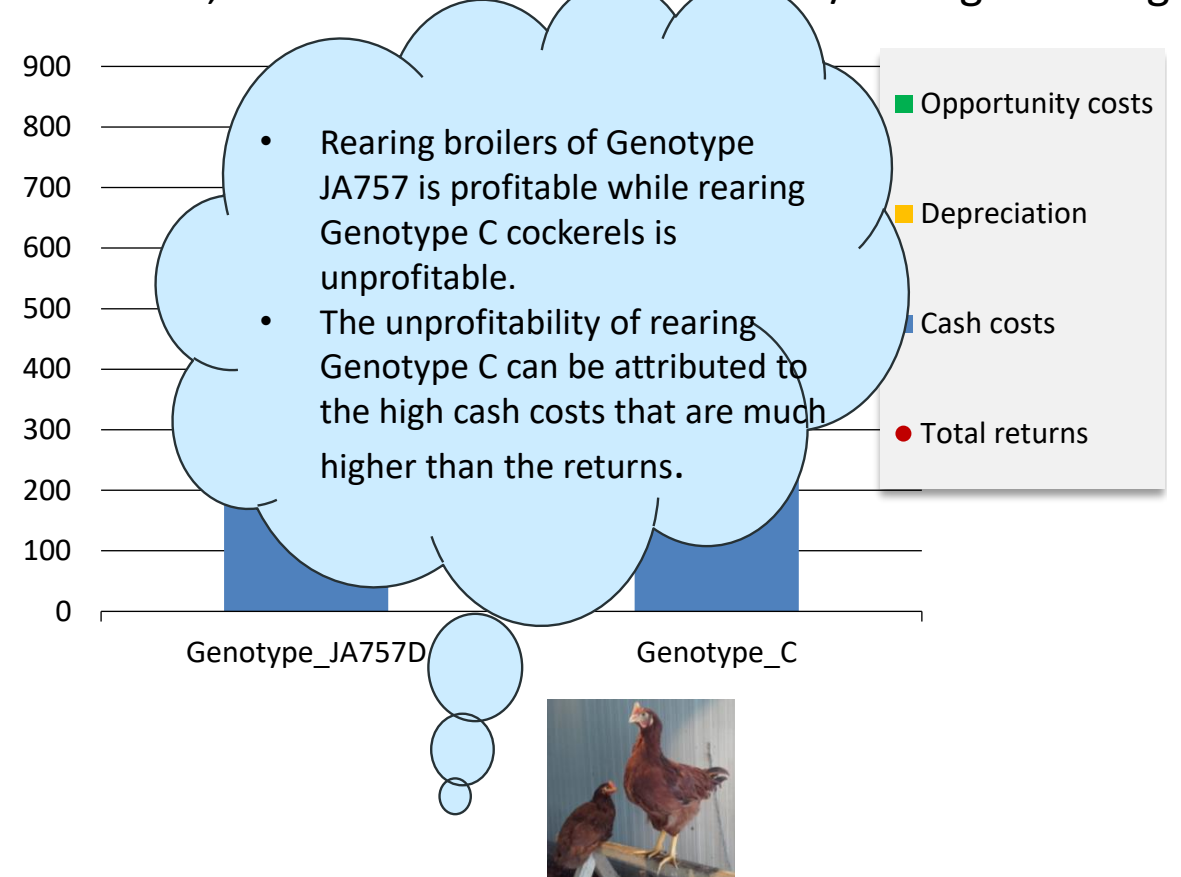 900
800
700
600
500
400
300
200
100
0
• Rearing broilers of Genotype
JA757 is profitable while rearing
Genotype C cockerels is
unprofitable.
• The unprofitability of rearing
Genotype C can be attributed to
the high cash costs that are much
higher than the returns.
Opportunity costs
Depreciation
Cash costs
Total returns
Genotype_JA757D
Genotype_C